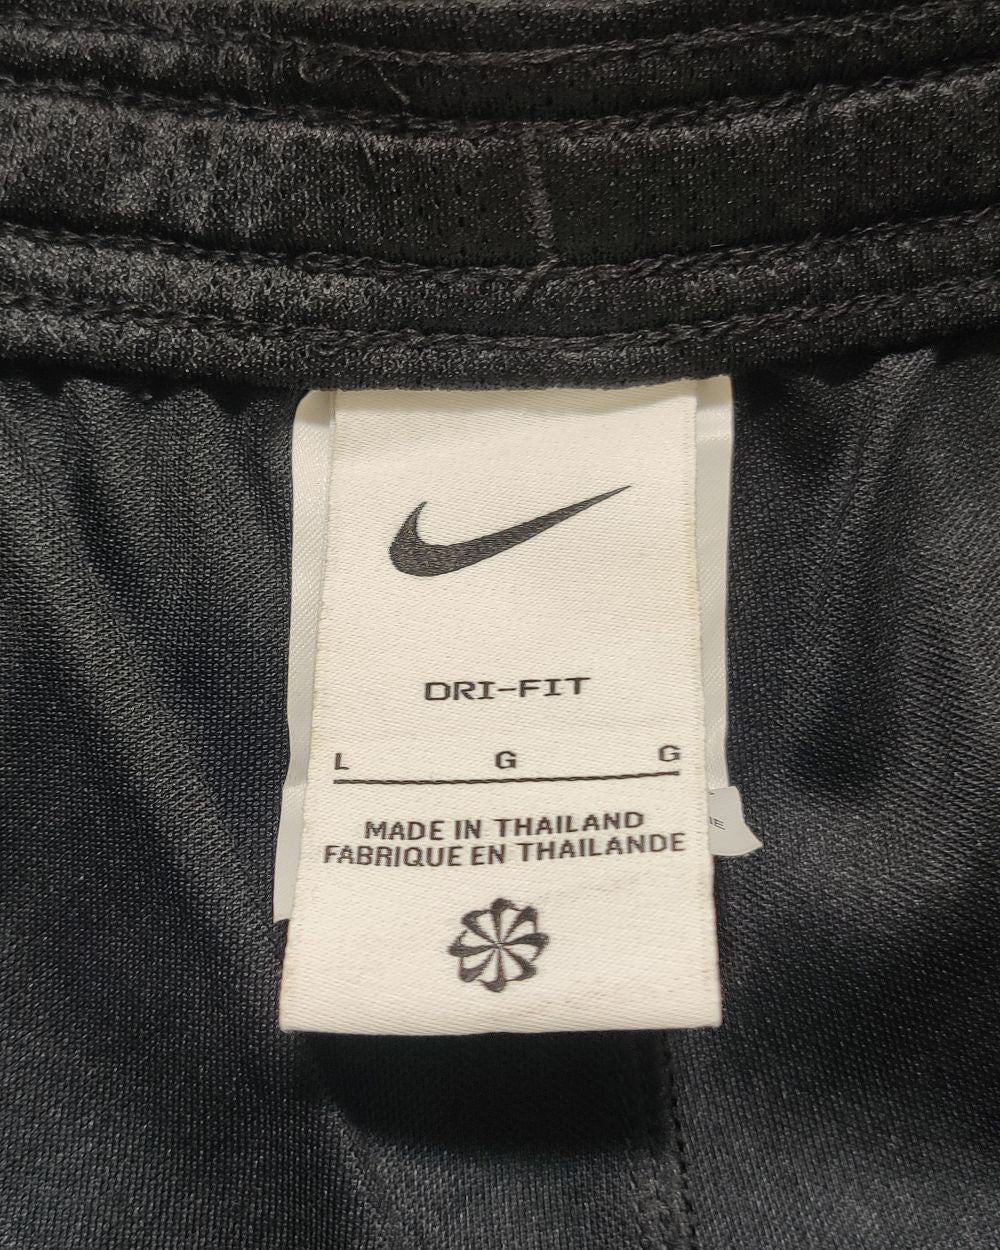 DRI-FIT
L G G
MADE IN THAILAND
FABRIQUE EN THAILANDE